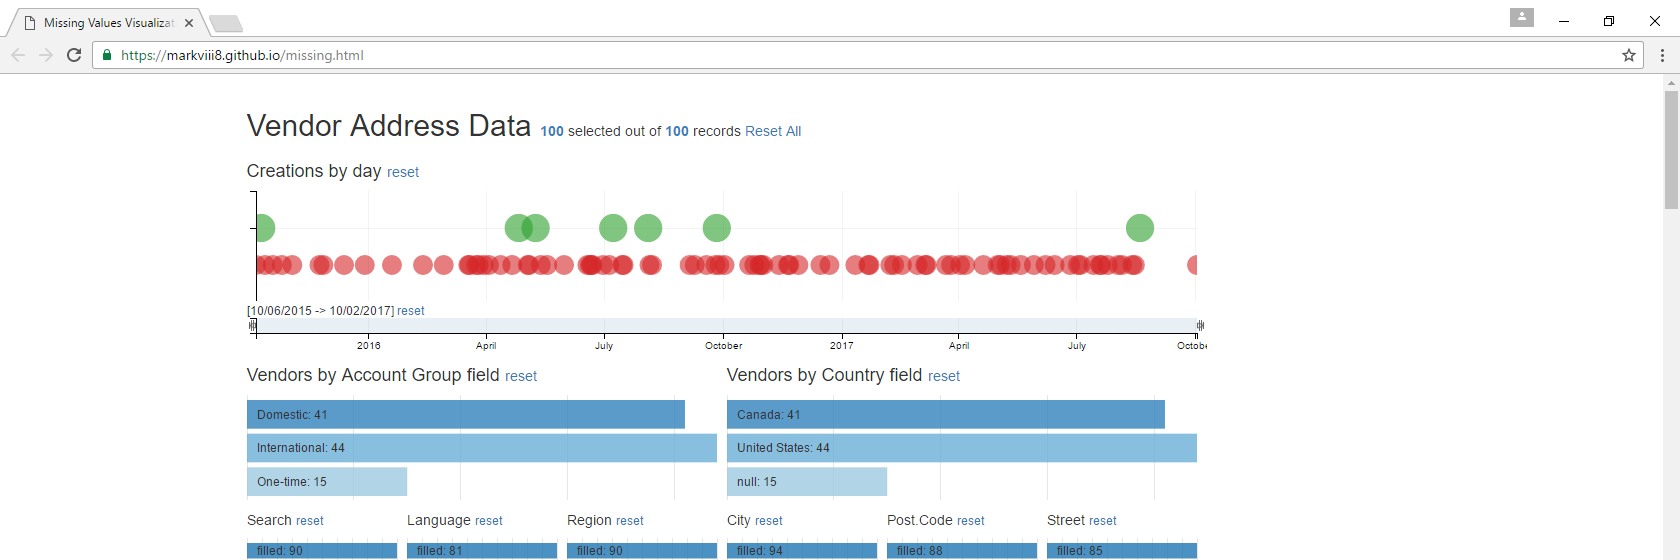 Missing Values Visualizat
https://markviii8.github.io/missing.html
Vendor Address Data 100 selected out of 100 records Reset All
Creations by day reset
[10/06/2015 -> 10/02/2017] reset
2016 April July October 2017 April July Octobe
Vendors by Account Group field reset
Domestic: 41
International: 44
One-time: 15
Vendors by Country field reset
Canada: 41
United States: 44
null: 15
Search reset Language reset Region reset City reset Post.Code reset Street reset
filled: 90 filled: 81 filled: 90 filled: 94 filled: 88 filled: 85